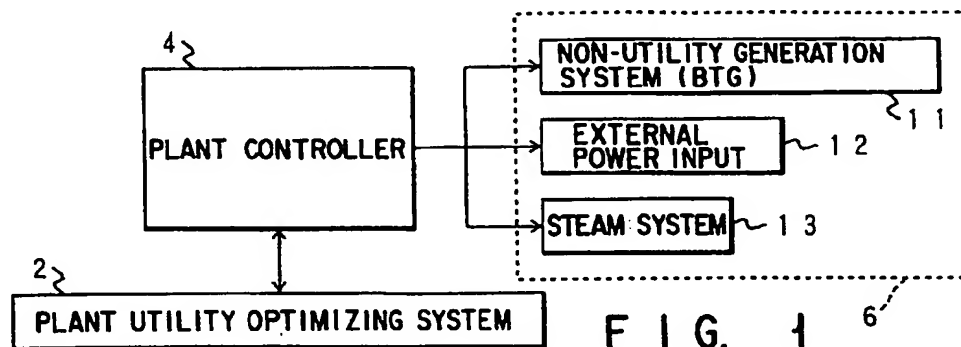 4
PLANT CONTROLLER
NON-UTILITY GENERATION
SYSTEM (BTG)
11
EXTERNAL
POWER INPUT
12
STEAM SYSTEM
13
2
PLANT UTILITY OPTIMIZING SYSTEM
FIG. 1
6